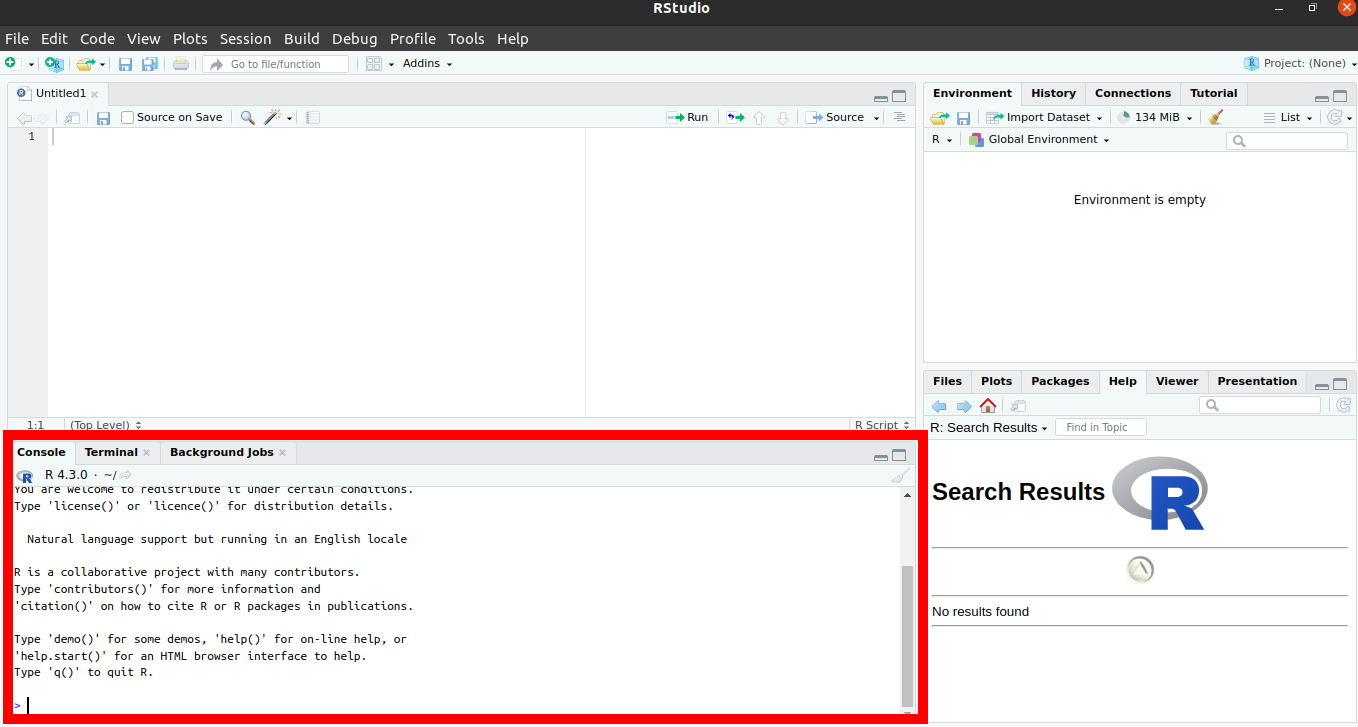 RStudio
File Edit Code View Plots Session Build Debug Profile Tools Help
Go to file/function Addins Project: (None)
Untitled1
Source on Save Run Source
1
1:1 (Top Level) R Script
Environment History Connections Tutorial
Import Dataset 134 MiB List
R Global Environment
Environment is empty
Console Terminal Background Jobs
R 4.3.0 · ~/
You are welcome to redistribute it under certain conditions.
Type 'license()' or 'licence()' for distribution details.
Natural language support but running in an English locale
R is a collaborative project with many contributors.
Type 'contributors()' for more information and
'citation()' on how to cite R or R packages in publications.
Type 'demo()' for some demos, 'help()' for on-line help, or
'help.start()' for an HTML browser interface to help.
Type 'q()' to quit R.
>
Files Plots Packages Help Viewer Presentation
R: Search Results Find in Topic
Search Results R
No results found